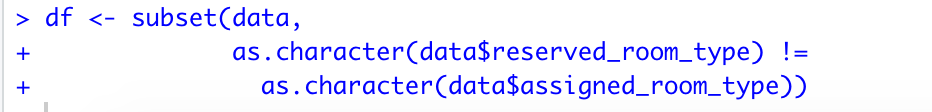 > df <- subset(data,
+              as.character(data$reserved_room_type) !=
+                as.character(data$assigned_room_type))